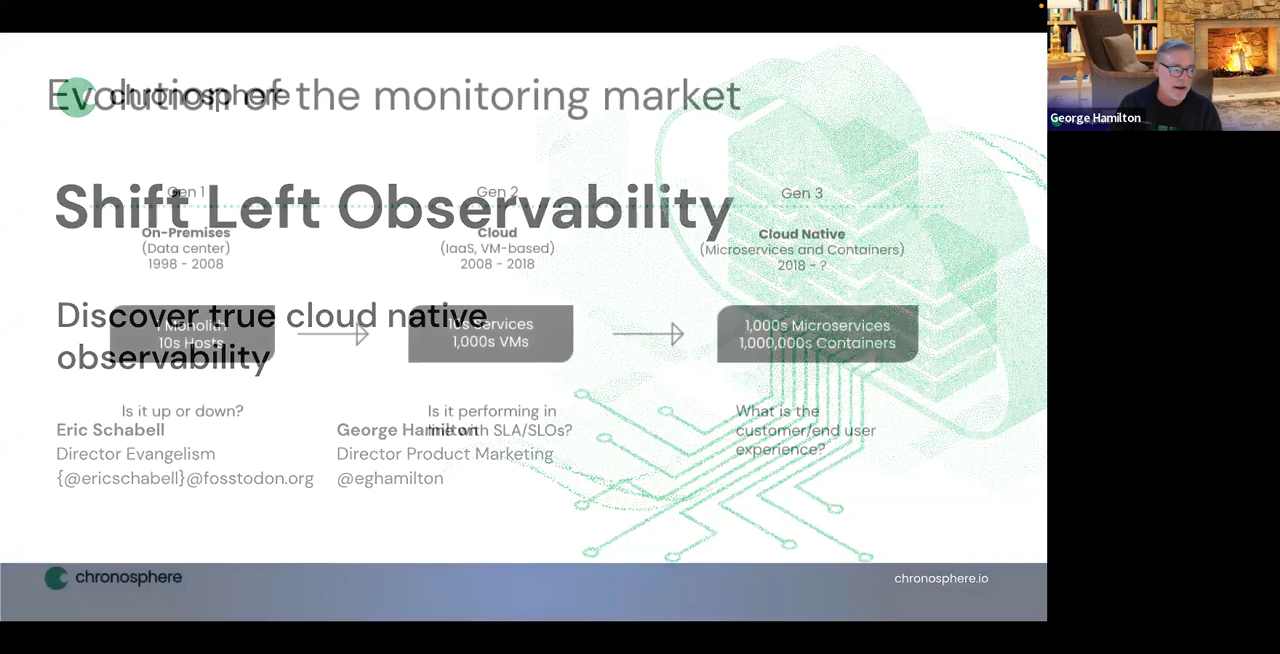 Evolution of the monitoring market
chronosphere
Shift Left Observability
Gen 1
Gen 2
Gen 3
On-Premises
(Data center)
1998 - 2008
Cloud
(IaaS, VM-based)
2008 - 2018
Cloud Native
(Microservices and Containers)
2018 - ?
Discover true cloud native
observability
1 Monolith
10s Hosts
10s Services
1,000s VMs
1,000s Microservices
1,000,000s Containers
Is it up or down?
Is it performing in
line with SLA/SLOs?
What is the
customer/end user
experience?
Eric Schabell
Director Evangelism
{@ericschabell}@fosstodon.org
George Hamilton
Director Product Marketing
@eghamilton
chronosphere
chronosphere.io
George Hamilton